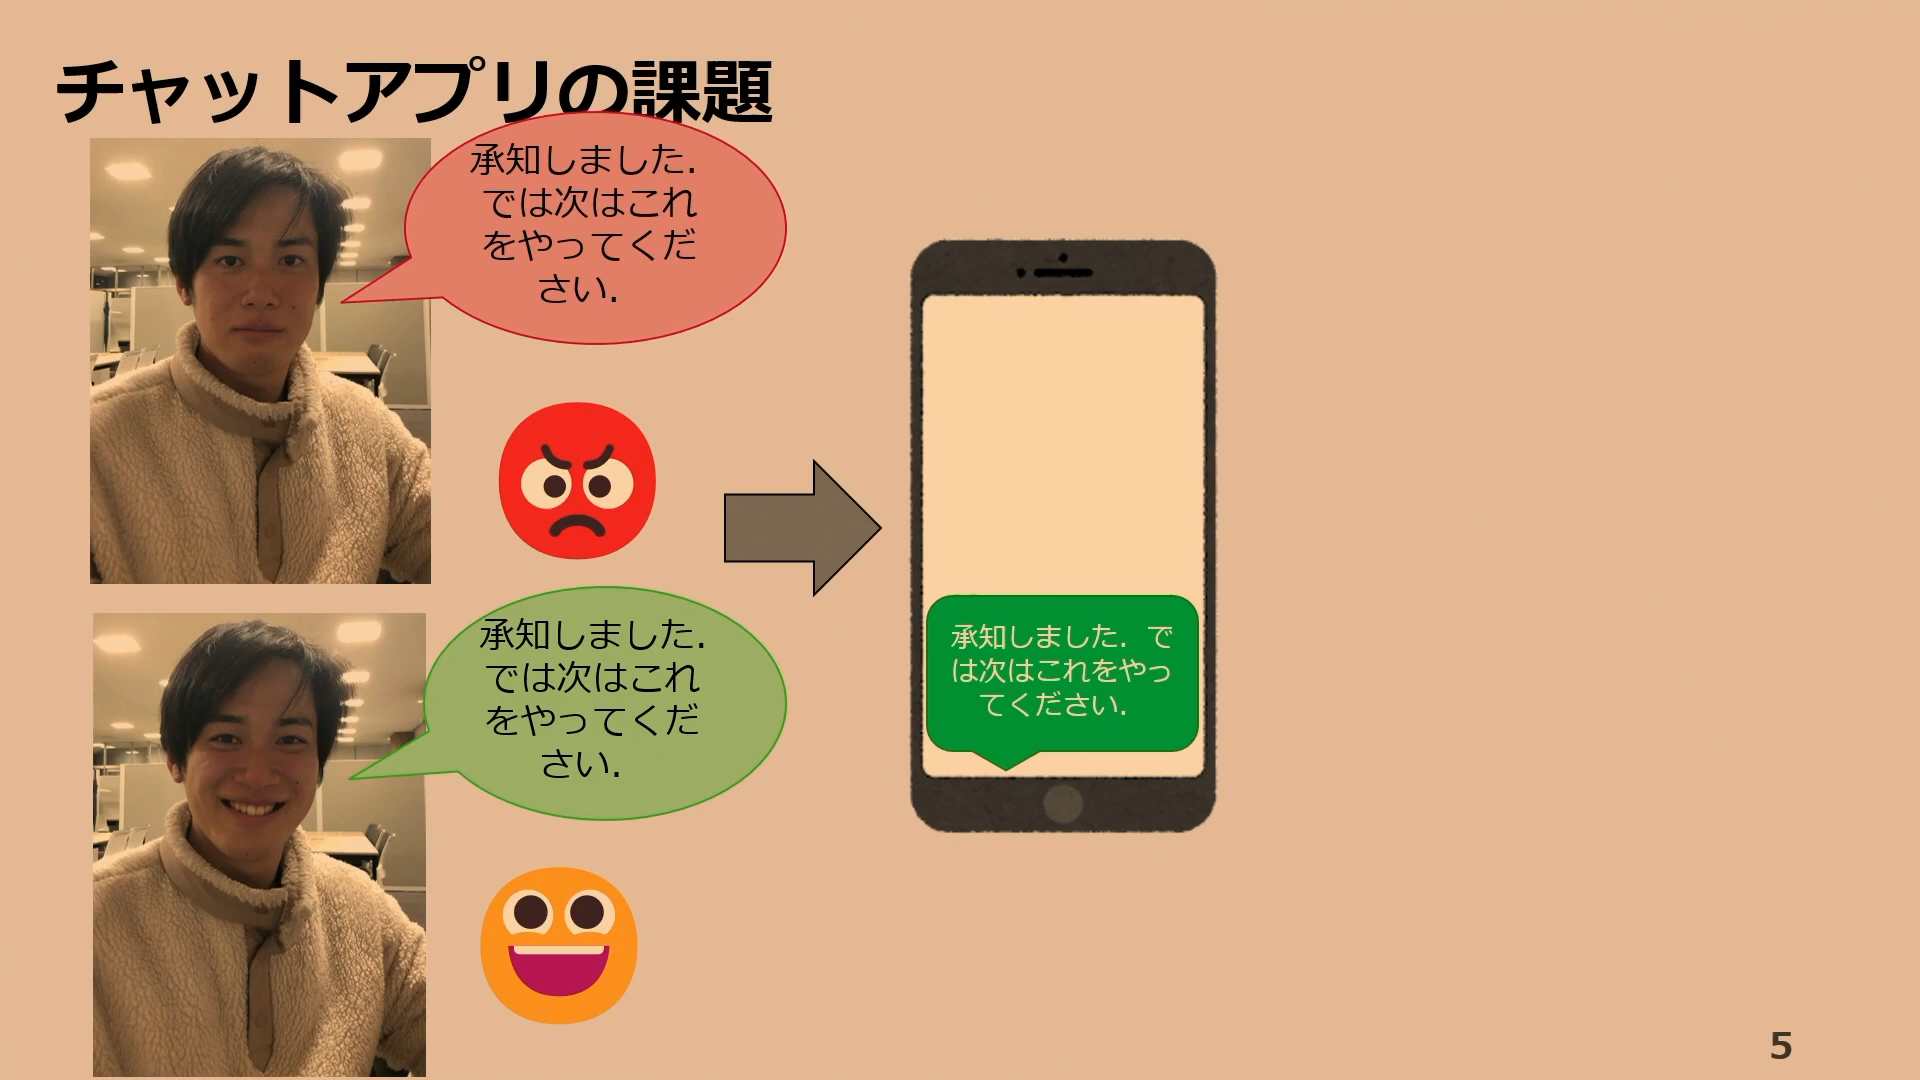 チャットアプリの課題
承知しました.
では次はこれ
をやってくだ
さい.
承知しました.
では次はこれ
をやってくだ
さい.
承知しました. で
は次はこれをやっ
てください.
5